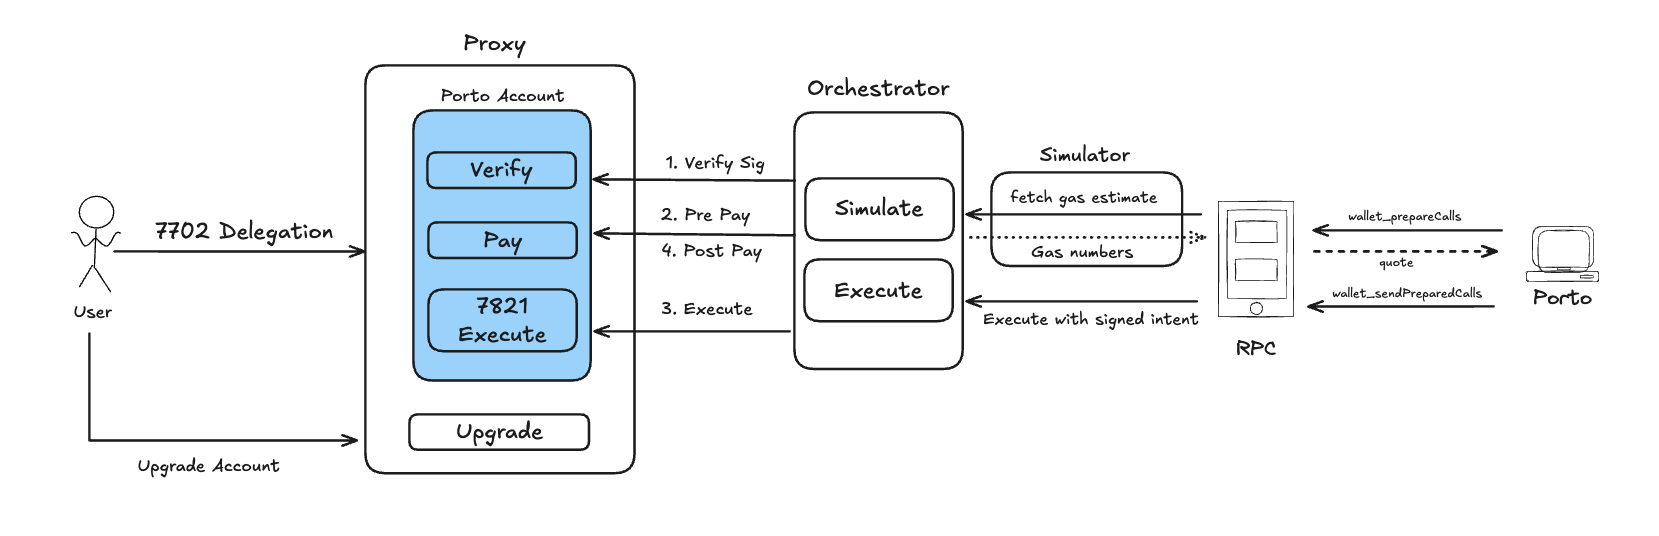 Proxy
Porto Account
Verify
Pay
7821
Execute
Upgrade
7702 Delegation
User
Upgrade Account
1. Verify Sig
2. Pre Pay
4. Post Pay
3. Execute
Orchestrator
Simulate
Execute
Simulator
fetch gas estimate
Gas numbers
Execute with signed intent
RPC
wallet_prepareCalls
quote
wallet_sendPreparedCalls
Porto